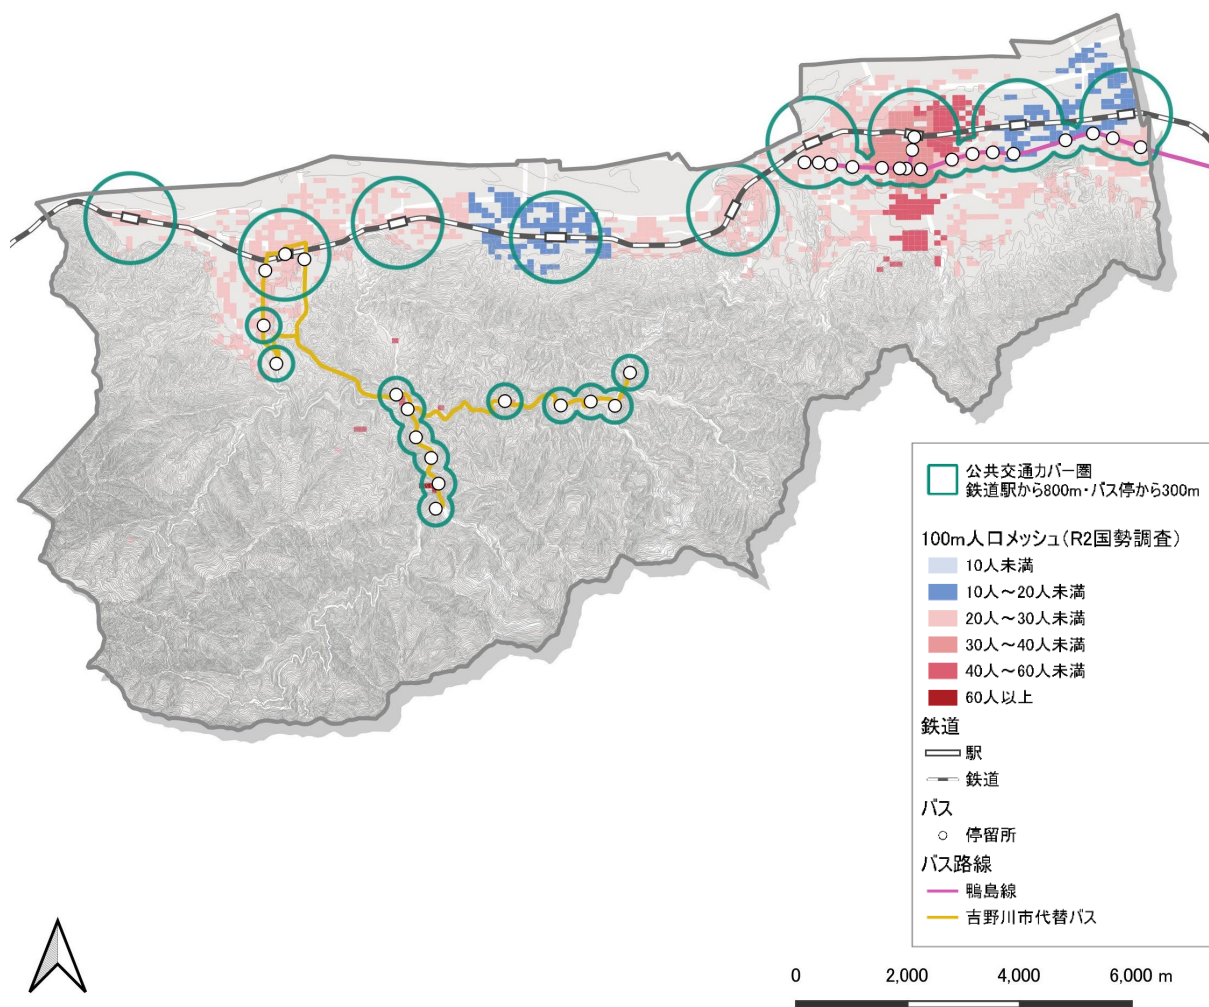 公共交通カバー圏
鉄道駅から800m・バス停から300m
100m人口メッシュ(R2国勢調査)
10人未満
10人～20人未満
20人～30人未満
30人～40人未満
40人～60人未満
60人以上
鉄道
駅
鉄道
バス
停留所
バス路線
鴨島線
吉野川市代替バス
0 2,000 4,000 6,000 m